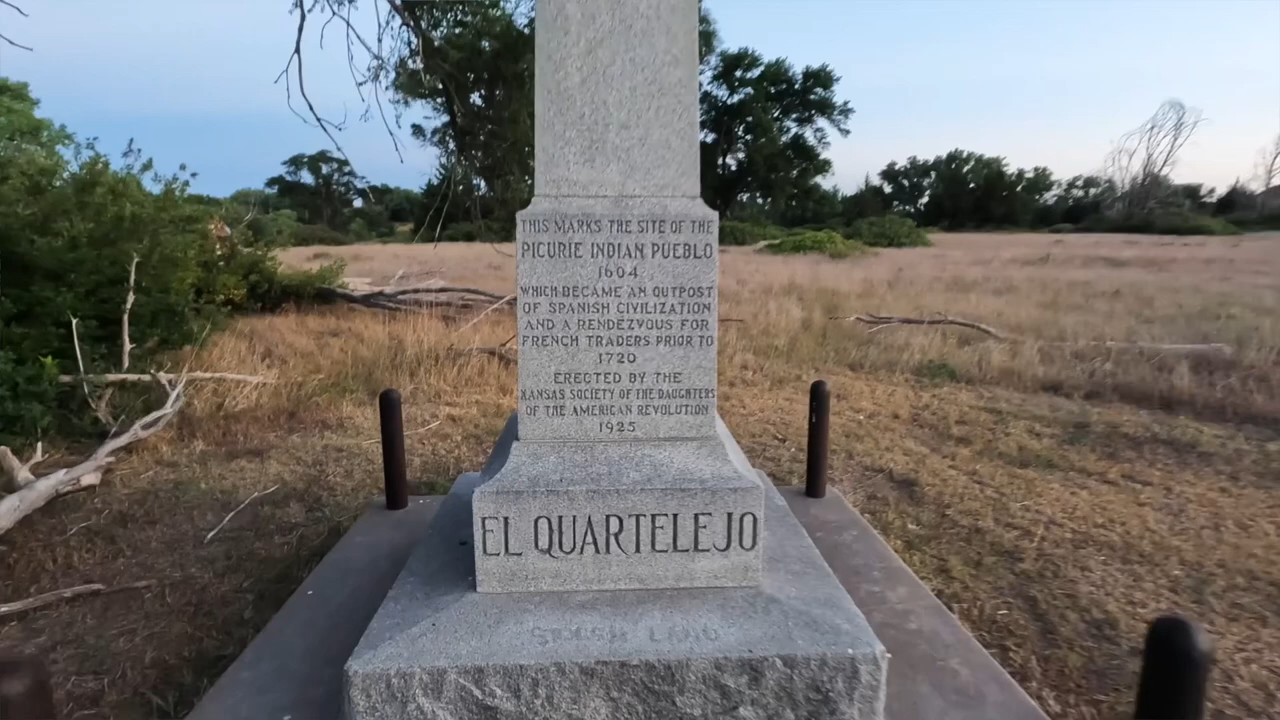 THIS MARKS THE SITE OF THE
PICURIE INDIAN PUEBLO
1604
WHICH BECAME AN OUTPOST
OF SPANISH CIVILIZATION
AND A RENDEZVOUS FOR
FRENCH TRADERS PRIOR TO
1720
ERECTED BY THE
KANSAS SOCIETY OF THE DAUGHTERS
OF THE AMERICAN REVOLUTION
1925
EL QUARTELEJO